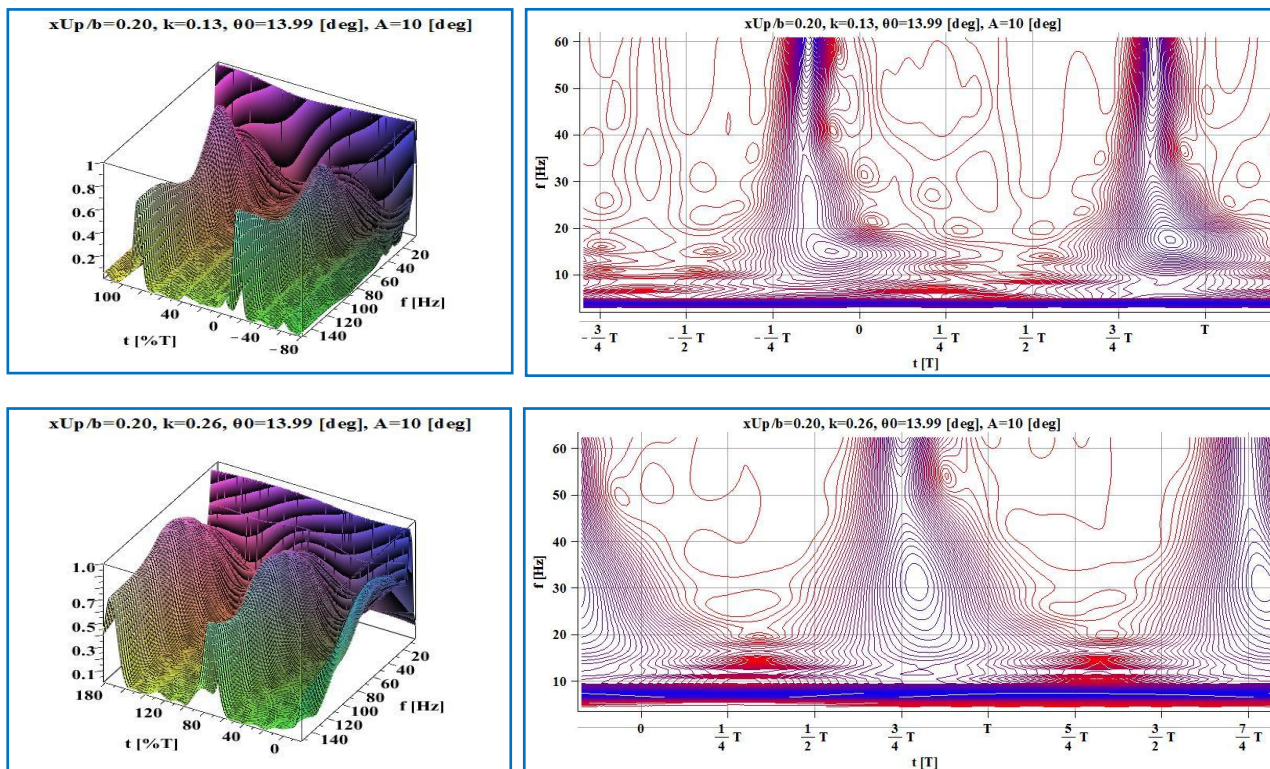 xUp/b=0.20, k=0.13, θ0=13.99 [deg], A=10 [deg]
1
0.8
0.6
0.4
0.2
100 40 0 −40 −80
t [%T]
20
40
60
80
100
120
140
f [Hz]
xUp/b=0.20, k=0.13, θ0=13.99 [deg], A=10 [deg]
60
50
40
30
20
10
f [Hz]
−3/4 T −1/2 T −1/4 T 0 1/4 T 1/2 T 3/4 T T
t [T]
xUp/b=0.20, k=0.26, θ0=13.99 [deg], A=10 [deg]
1.0
0.7
0.5
0.3
0.1
180 120 80 40 0
t [%T]
20
40
60
80
100
120
140
f [Hz]
xUp/b=0.20, k=0.26, θ0=13.99 [deg], A=10 [deg]
60
50
40
30
20
10
f [Hz]
0 1/4 T 1/2 T 3/4 T T 5/4 T 3/2 T 7/4 T
t [T]